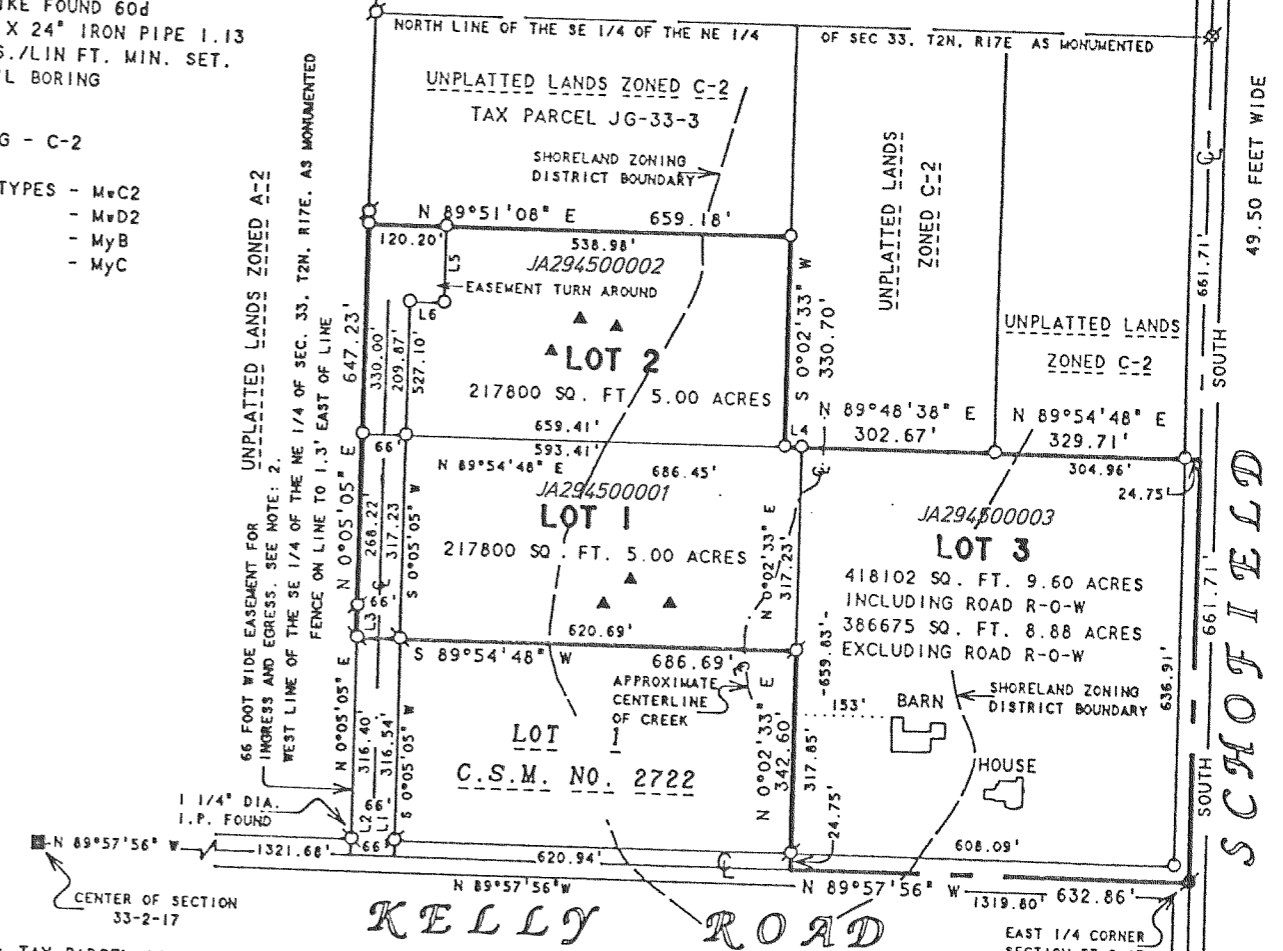 IKE FOUND 60d
X 24" IRON PIPE 1.13
S./LIN FT. MIN. SET.
L BORING
G - C-2
TYPES - MwC2
- MwD2
- MyB
- MyC
NORTH LINE OF THE SE 1/4 OF THE NE 1/4 OF SEC 33, T2N, R17E AS MONUMENTED
UNPLATTED LANDS ZONED C-2
TAX PARCEL JG-33-3
SHORELAND ZONING
DISTRICT BOUNDARY
UNPLATTED LANDS
ZONED C-2
UNPLATTED LANDS
ZONED C-2
661.71'
SOUTH
49.50 FEET WIDE
N 89°51'08" E 659.18'
120.20' 538.98'
JA294500002
L5
EASEMENT TURN AROUND
L6
LOT 2
217800 SQ. FT. 5.00 ACRES
647.23'
330.00'
209.87'
527.10'
S 0°02'33" W
330.70'
659.41'
66'
593.41'
N 89°54'48" E 686.45'
L4
N 89°48'38" E
302.67'
N 89°54'48" E
329.71'
304.96'
24.75'
JA294500001
LOT 1
217800 SQ. FT. 5.00 ACRES
N 0°05'05" E
268.22'
317.23
S 0°05'05" W
N 0°02'33" E
317.23'
66'
L3
620.69'
S 89°54'48" W 686.69'
JA294500003
LOT 3
418102 SQ. FT. 9.60 ACRES
INCLUDING ROAD R-O-W
386675 SQ. FT. 8.88 ACRES
EXCLUDING ROAD R-O-W
-659.83'-
636.91'
661.71'
SOUTH
SCHOFIELD
APPROXIMATE
CENTERLINE
OF CREEK
153'
BARN
SHORELAND ZONING
DISTRICT BOUNDARY
HOUSE
LOT 1
C.S.M. NO. 2722
N 0°02'33" E
342.60'
317.85'
24.75'
N 0°05'05" E
316.40'
316.54'
S 0°05'05" W
66'
L2
L1
66'
UNPLATTED LANDS ZONED A-2
66 FOOT WIDE EASEMENT FOR
INGRESS AND EGRESS. SEE NOTE: 2.
WEST LINE OF THE SE 1/4 OF THE NE 1/4 OF SEC. 33, T2N, R17E, AS MONUMENTED
FENCE ON LINE TO 1.3' EAST OF LINE
1 1/4" DIA.
I.P. FOUND
N 89°57'56" W 1321.68' 620.94'
608.09'
N 89°57'56"W
N 89°57'56" W 1319.80' 632.86'
CENTER OF SECTION
33-2-17
KELLY ROAD
EAST 1/4 CORNER